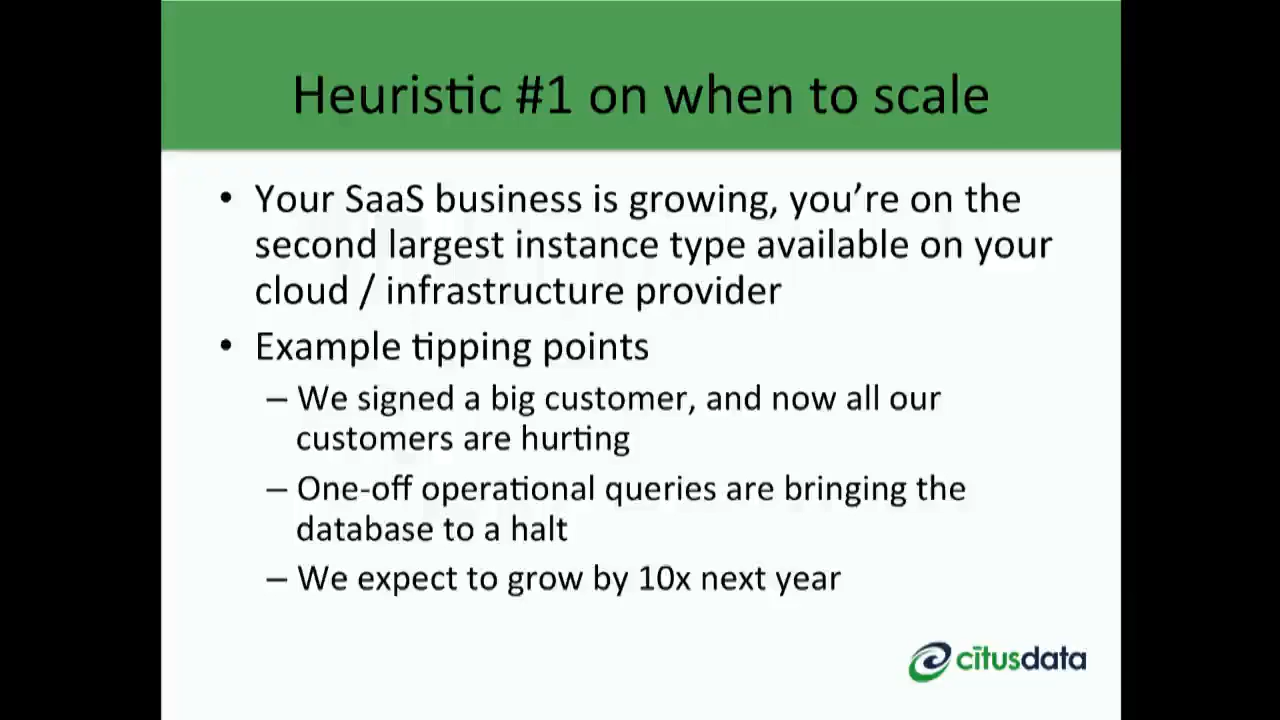 Heuristic #1 on when to scale
• Your SaaS business is growing, you’re on the
second largest instance type available on your
cloud / infrastructure provider
• Example tipping points
– We signed a big customer, and now all our
customers are hurting
– One-off operational queries are bringing the
database to a halt
– We expect to grow by 10x next year
citusdata